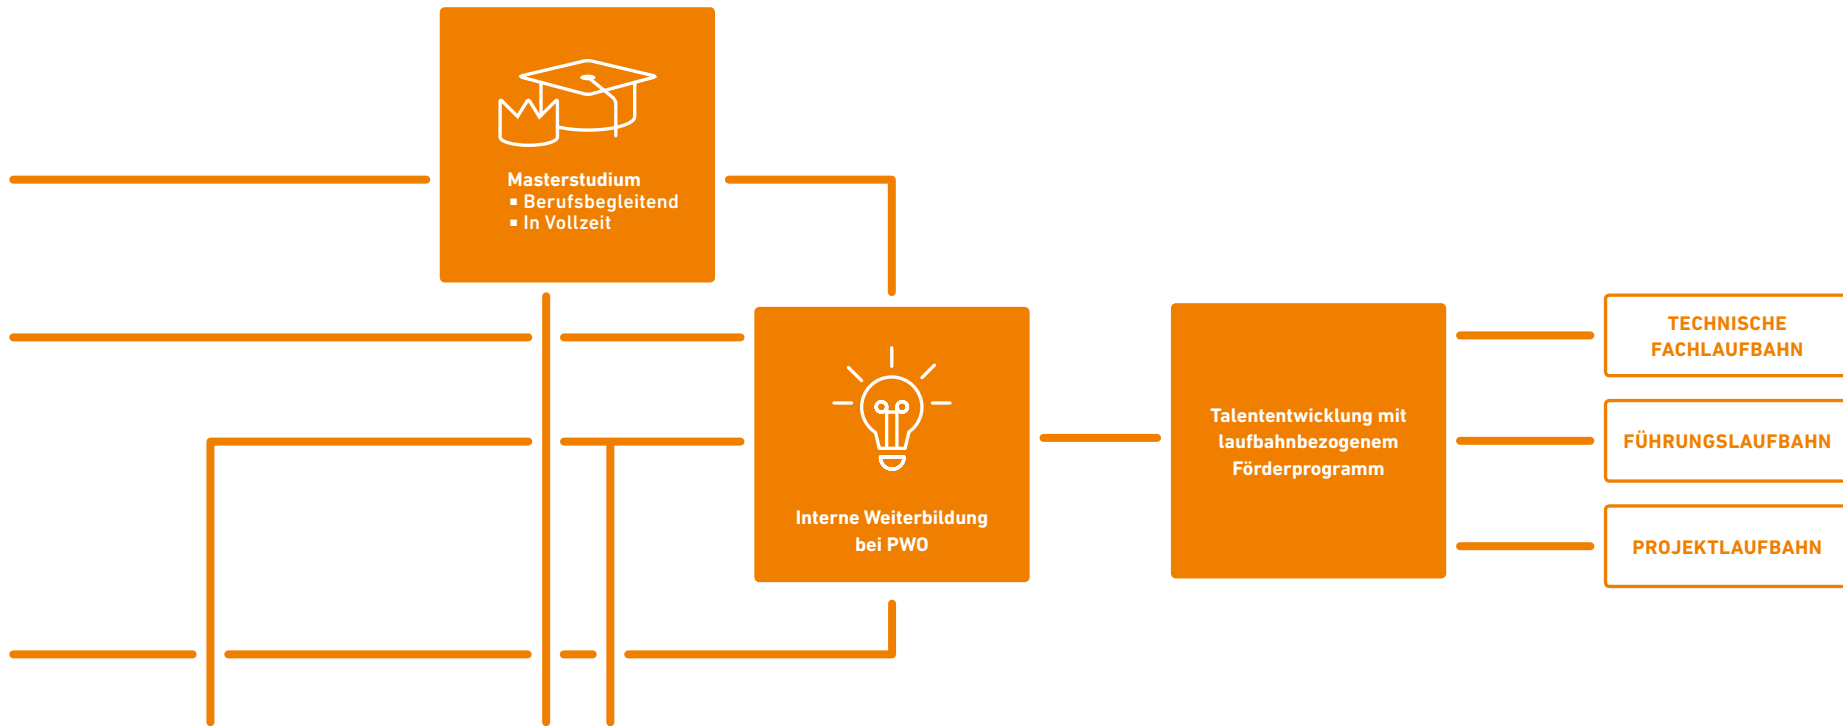 Masterstudium
▪ Berufsbegleitend
▪ In Vollzeit
Interne Weiterbildung
bei PWO
Talententwicklung mit
laufbahnbezogenem
Förderprogramm
TECHNISCHE
FACHLAUFBAHN
FÜHRUNGSLAUFBAHN
PROJEKTLAUFBAHN